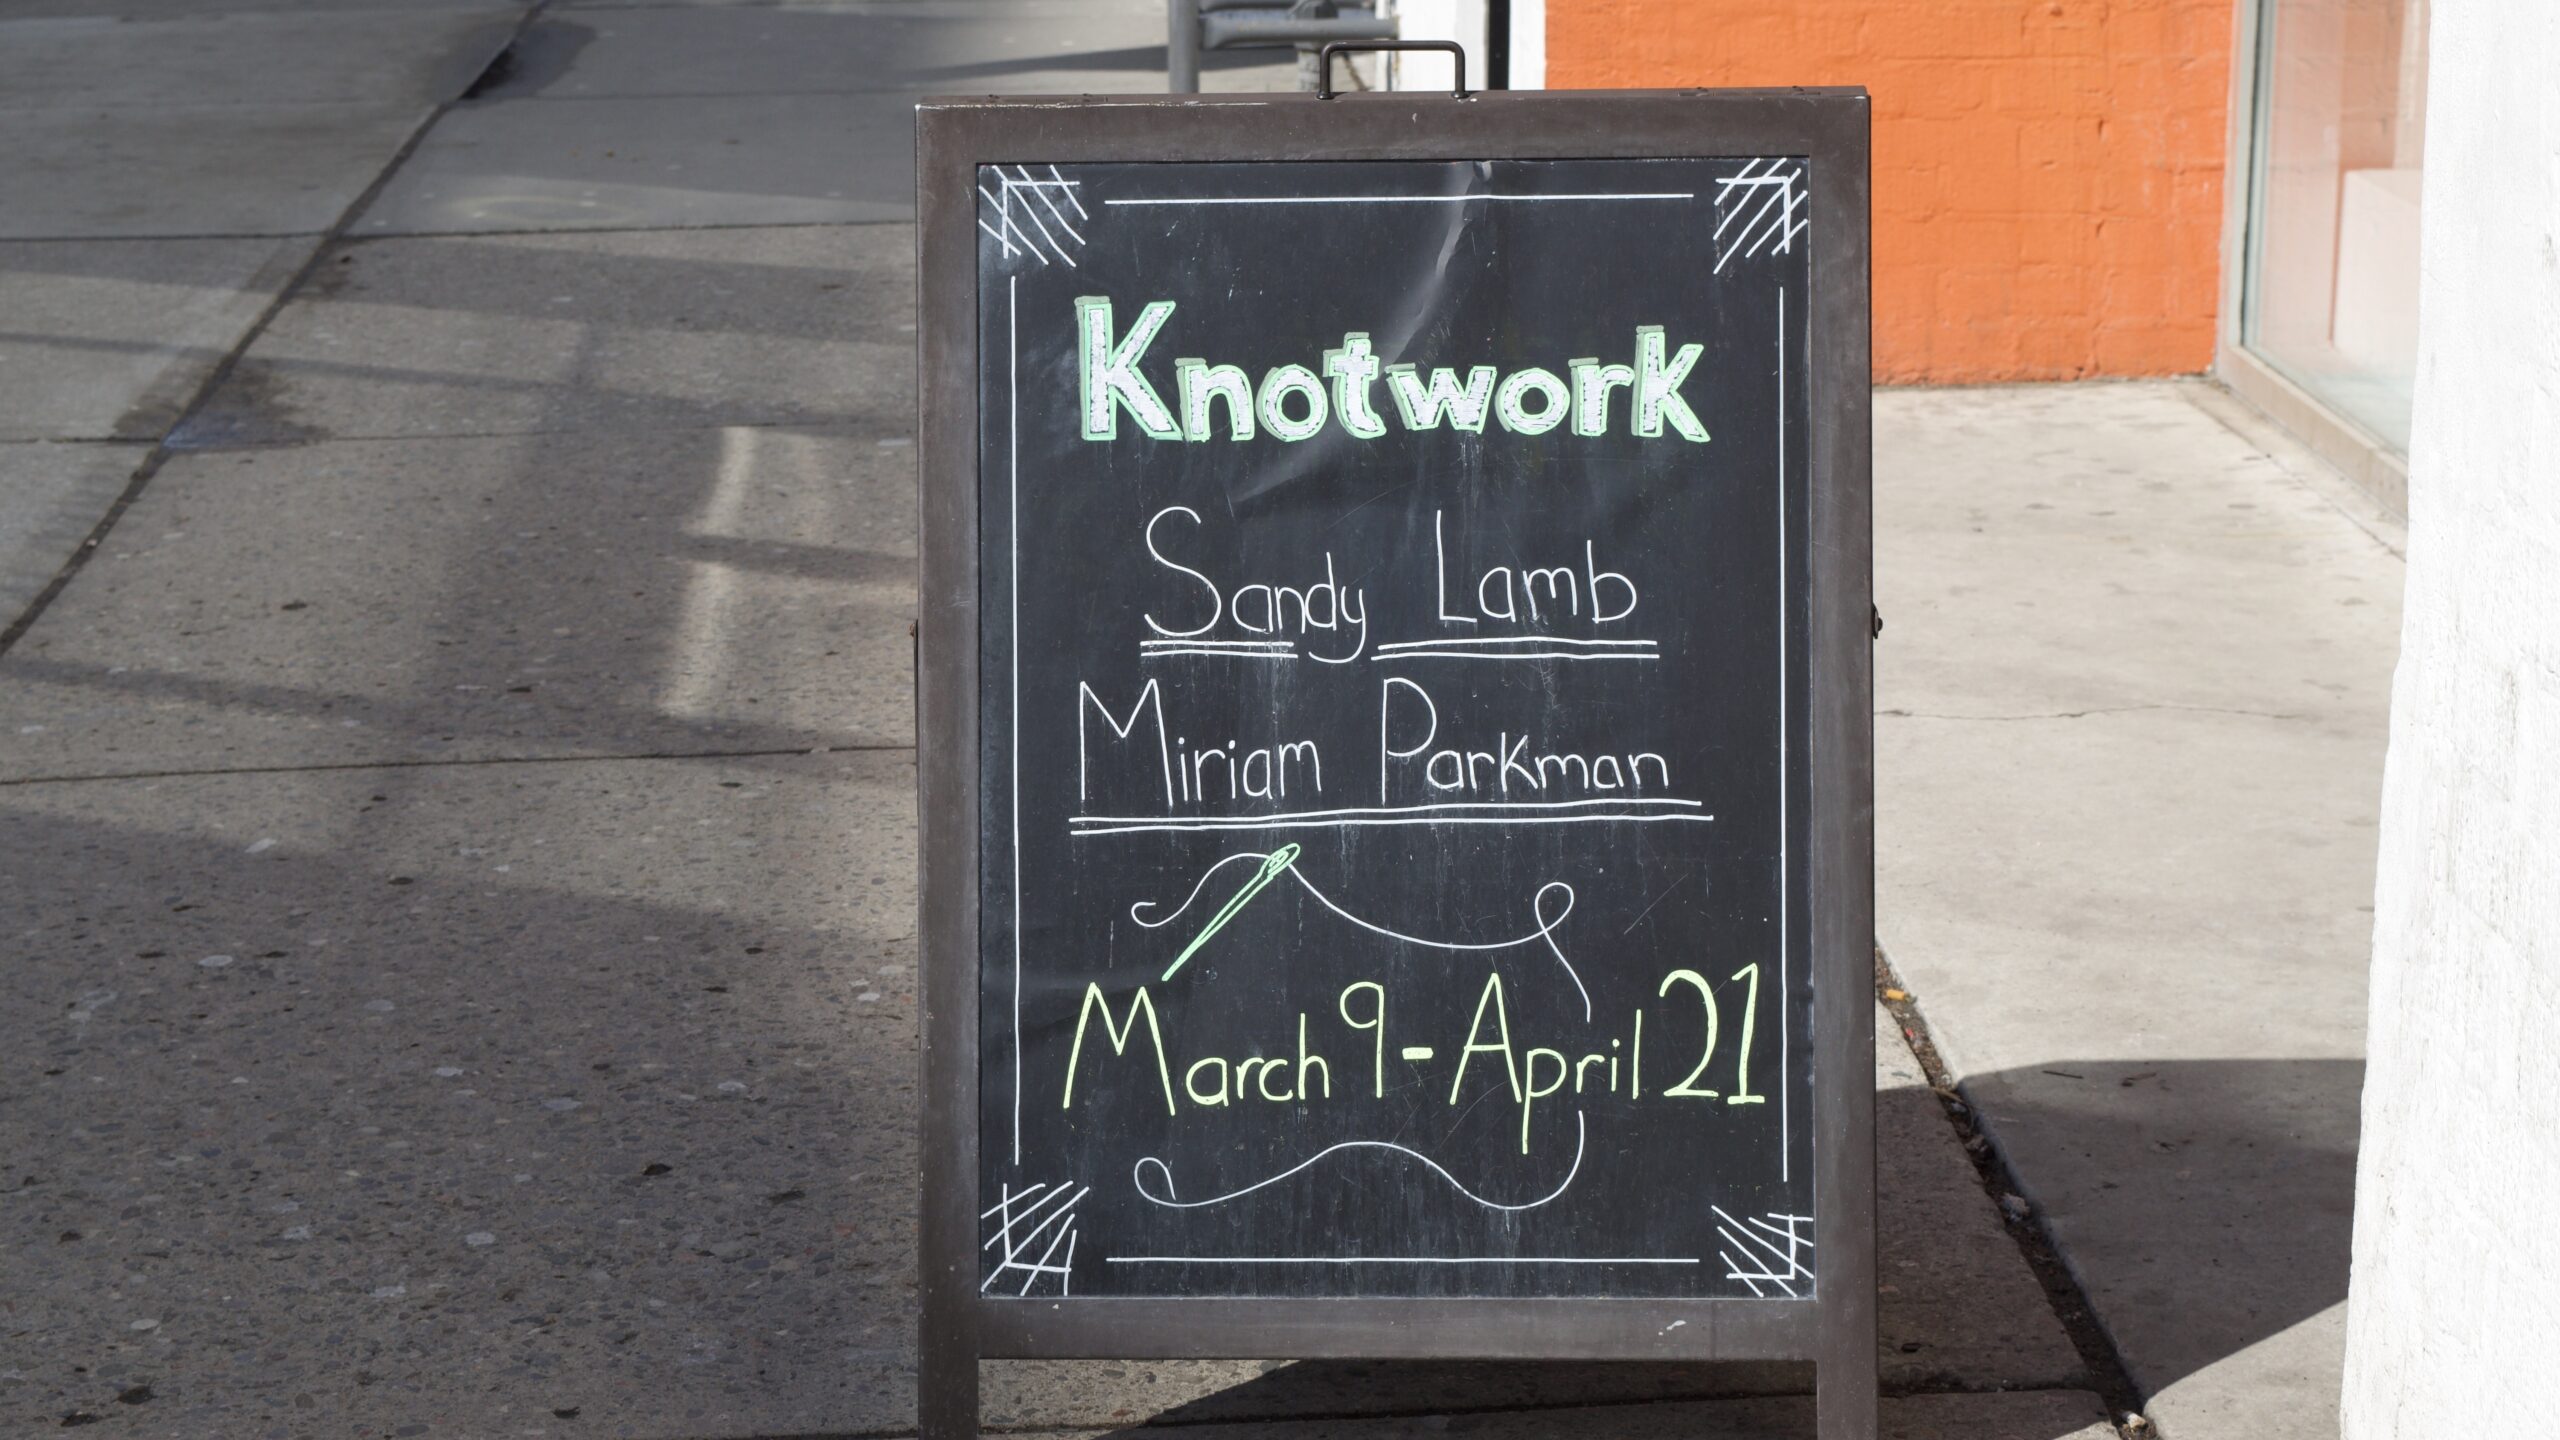 Knotwork
Sandy Lamb
Miriam Parkman
March 9-April 21